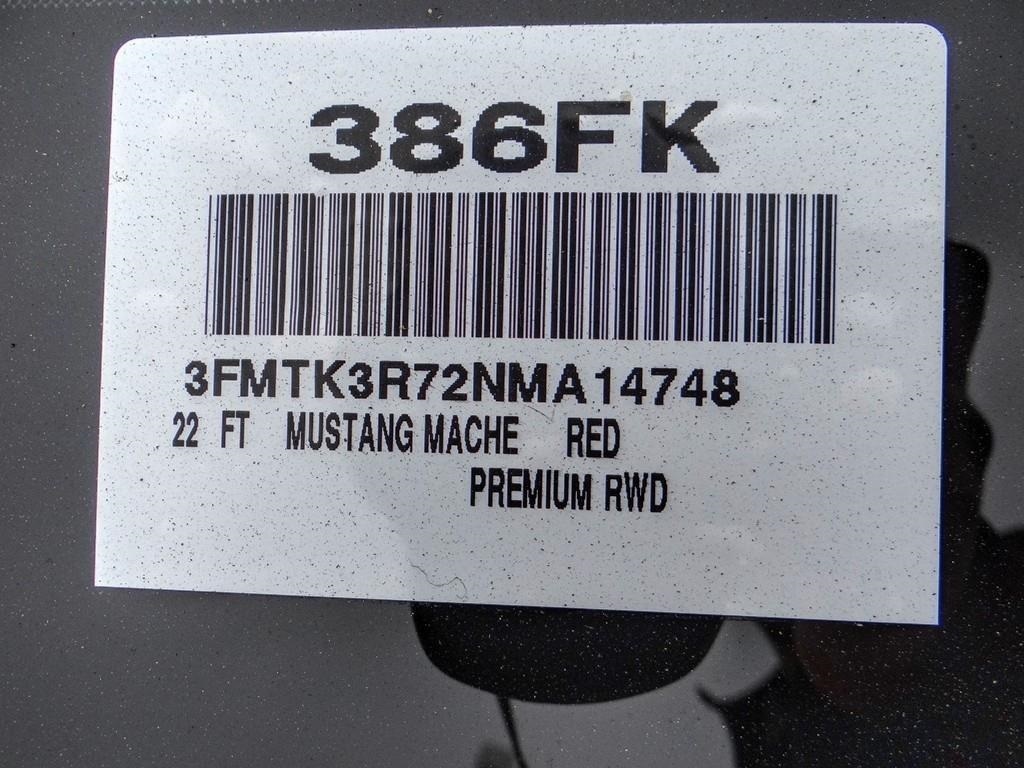 386FK
3FMTK3R72NMA14748
22 FT MUSTANG MACHE RED
PREMIUM RWD